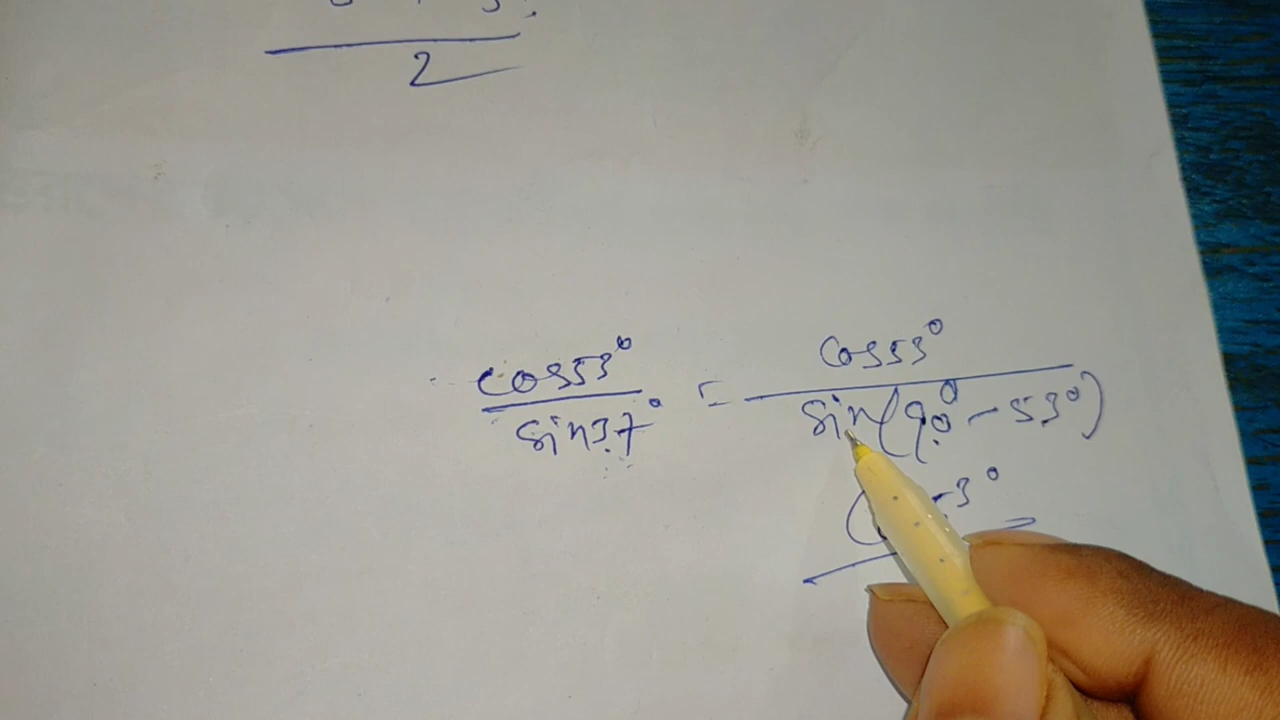 2
cos53° = cos53°
sin37° sin(90° - 53°)